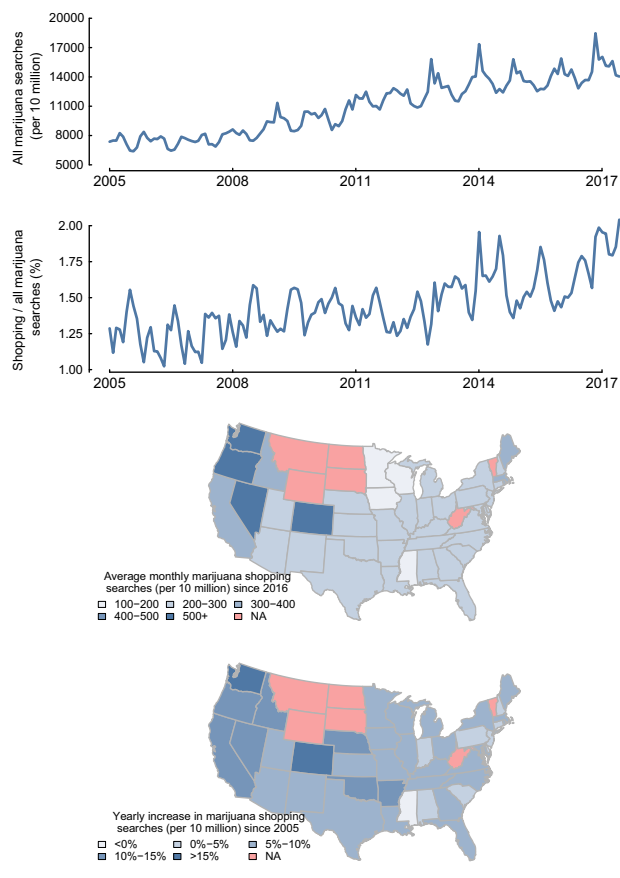 All marijuana searches
(per 10 million)
20000
17000
14000
11000
8000
5000
2005 2008 2011 2014 2017
Shopping / all marijuana
searches (%)
2.00
1.75
1.50
1.25
1.00
2005 2008 2011 2014 2017
Average monthly marijuana shopping
searches (per 10 million) since 2016
100−200 200−300 300−400
400−500 500+ NA
Yearly increase in marijuana shopping
searches (per 10 million) since 2005
<0% 0%−5% 5%−10%
10%−15% >15% NA